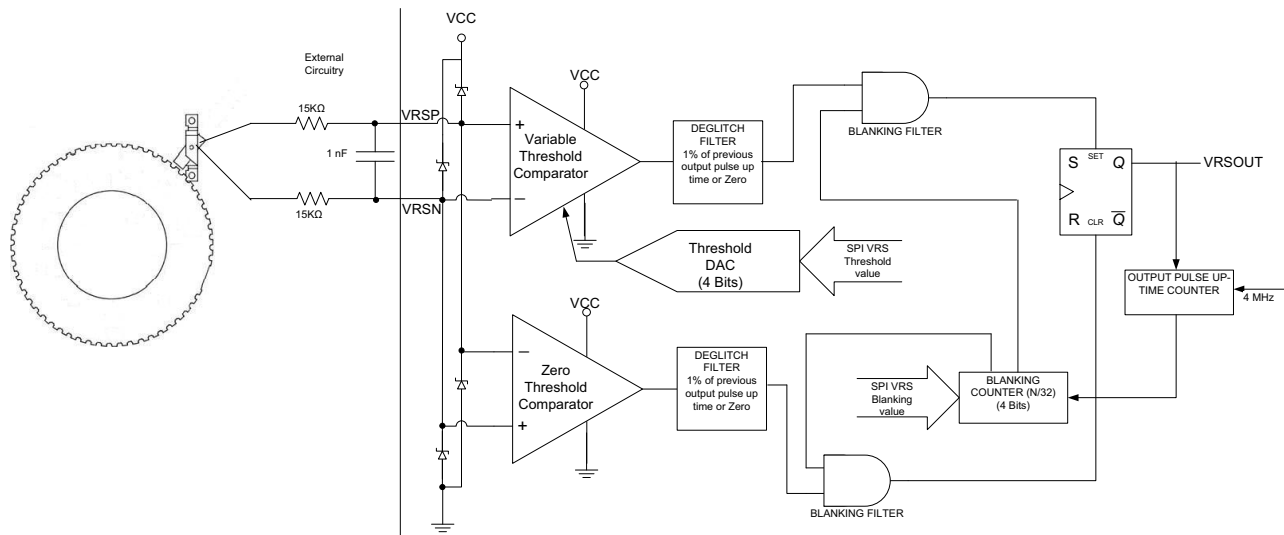 VCC
External
Circuitry
VCC
15KΩ
VRSP
1 nF
VRSN
15KΩ
+
Variable
Threshold
Comparator
−
DEGLITCH
FILTER
1% of previous
output pulse up
time or Zero
BLANKING FILTER
S SET Q
R CLR Q
VRSOUT
Threshold
DAC
(4 Bits)
SPI VRS
Threshold
value
OUTPUT PULSE UP-
TIME COUNTER
4 MHz
VCC
−
Zero
Threshold
Comparator
+
DEGLITCH
FILTER
1% of previous
output pulse up
time or Zero
SPI VRS
Blanking
value
BLANKING
COUNTER (N/32)
(4 Bits)
BLANKING FILTER